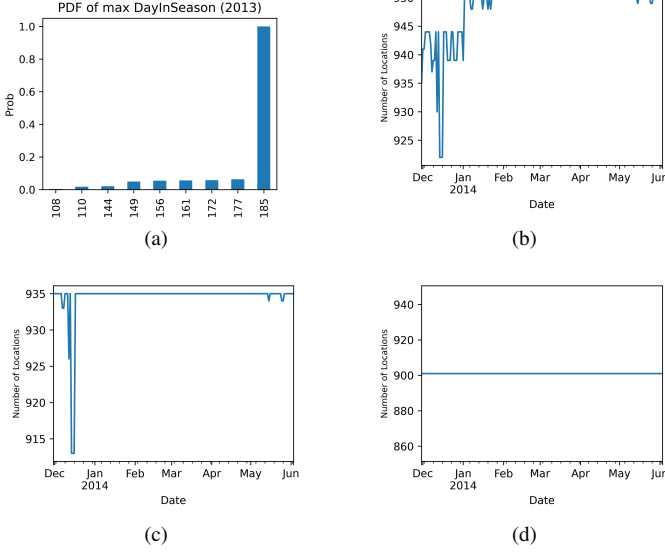 PDF of max DayInSeason (2013)
1.0
0.8
0.6
0.4
0.2
0.0
Prob
108
110
144
149
156
161
172
177
185
(a)
945
940
935
930
925
Number of Locations
Dec Jan Feb Mar Apr May Jun
2014
Date
(b)
935
930
925
920
915
Number of Locations
Dec Jan Feb Mar Apr May Jun
2014
Date
(c)
940
920
900
880
860
Number of Locations
Dec Jan Feb Mar Apr May Jun
2014
Date
(d)